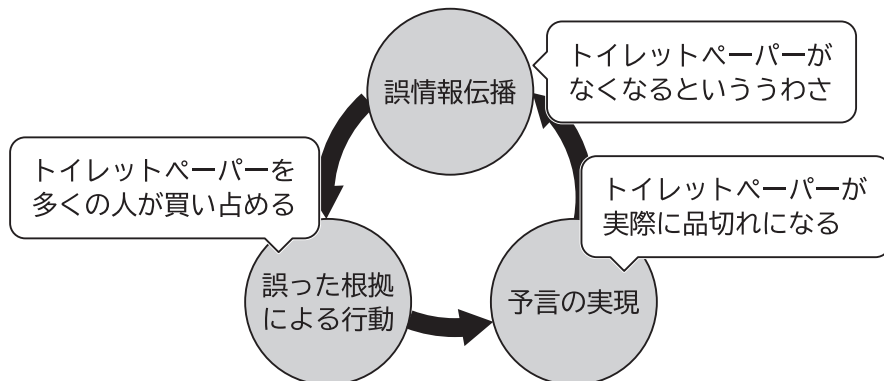 誤情報伝播
トイレットペーパーが
なくなるといううわさ
トイレットペーパーを
多くの人が買い占める
トイレットペーパーが
実際に品切れになる
誤った根拠
による行動
予言の実現